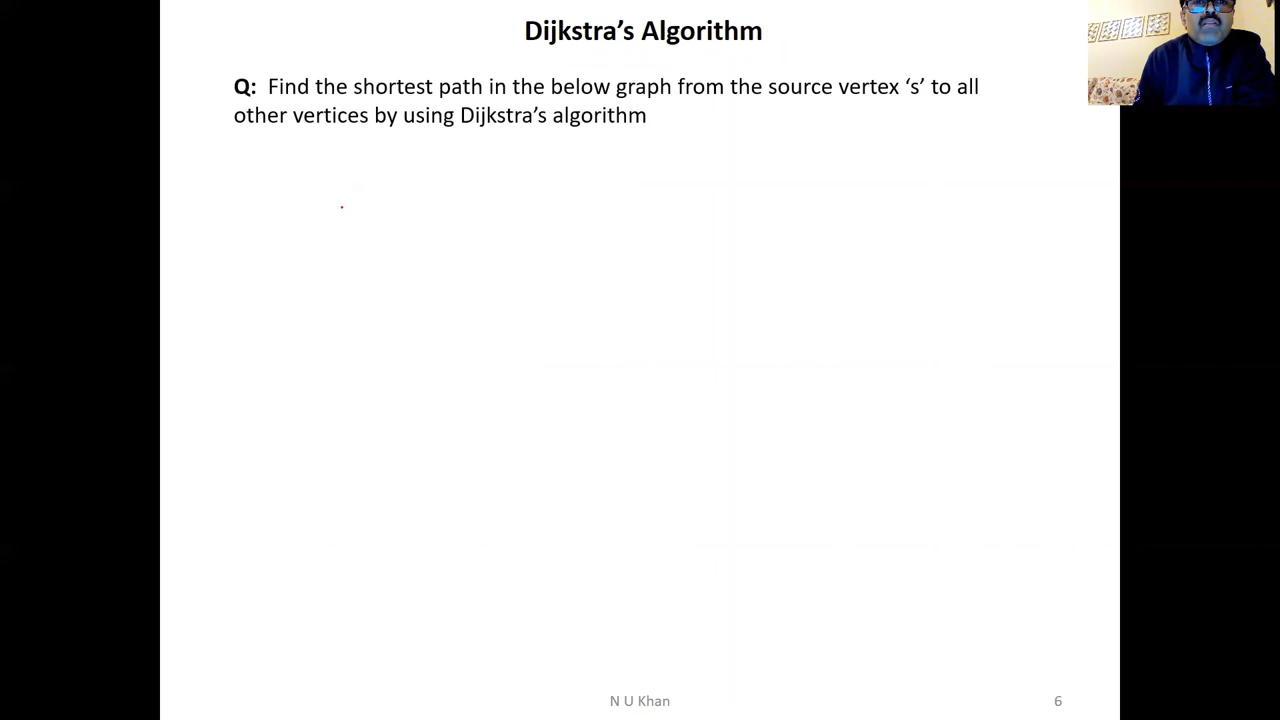 Dijkstra’s Algorithm
Q: Find the shortest path in the below graph from the source vertex ‘s’ to all
other vertices by using Dijkstra’s algorithm
N U Khan
6